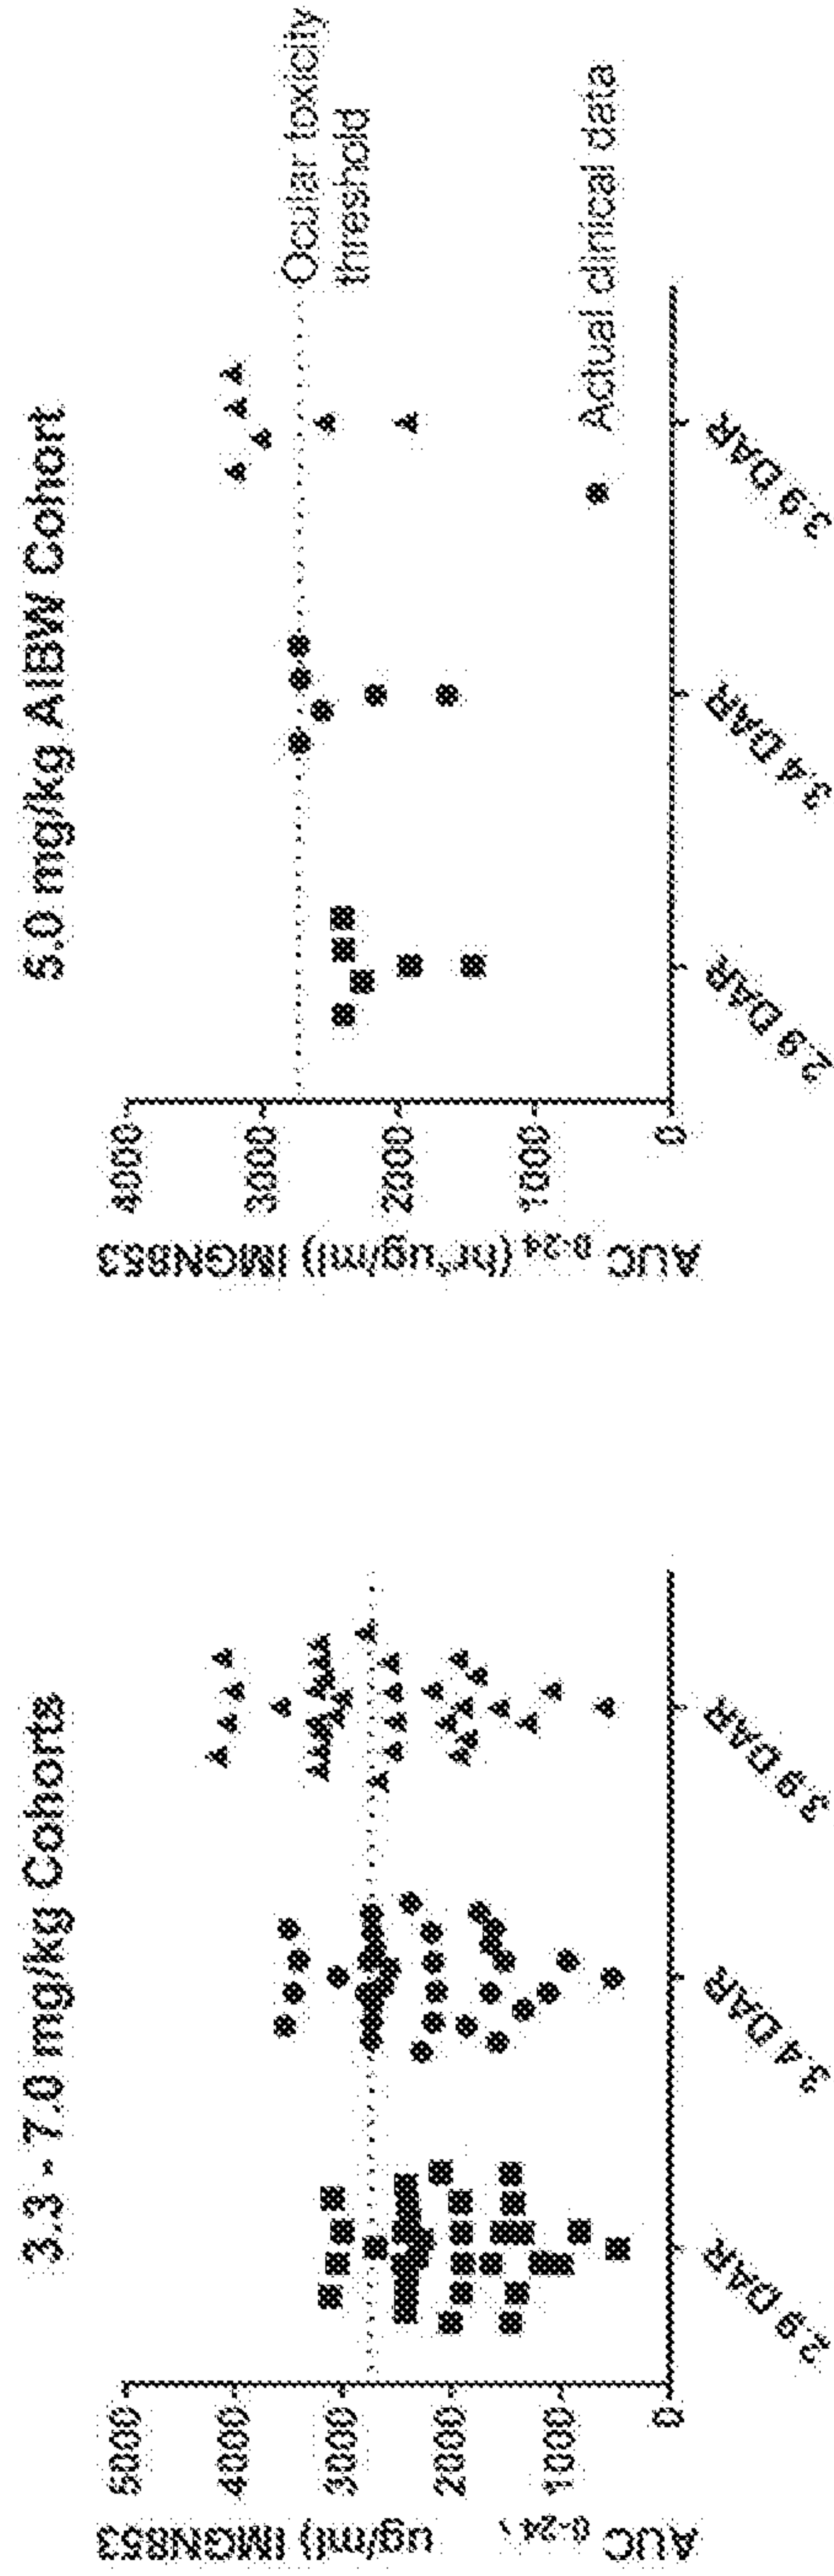 3.3 - 7.0 mg/kg Cohorts
AUC 0-24,
ug/ml) IMGN853
5000
4000
3000
2000
1000
0
2.9 DAR
3.4 DAR
3.9 DAR
5.0 mg/kg AIBW Cohort
AUC 0-24 (hr*ug/ml) IMGN853
4000
3000
2000
1000
0
2.9 DAR
3.4 DAR
3.9 DAR
Ocular toxicity
threshold
Actual clinical data